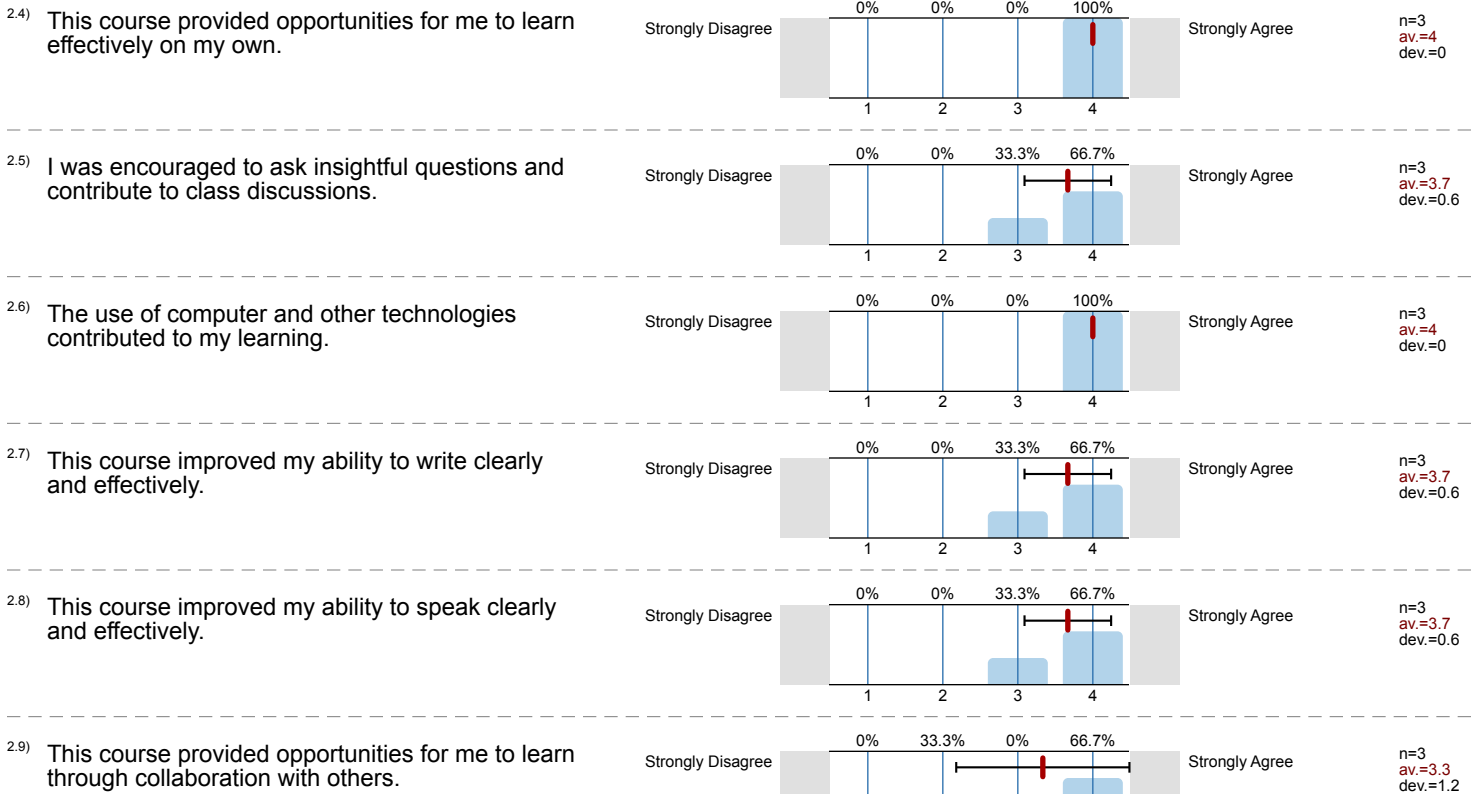 2.4) This course provided opportunities for me to learn
effectively on my own.
Strongly Disagree
0% 0% 0% 100%
1 2 3 4
Strongly Agree
n=3
av.=4
dev.=0
2.5) I was encouraged to ask insightful questions and
contribute to class discussions.
Strongly Disagree
0% 0% 33.3% 66.7%
1 2 3 4
Strongly Agree
n=3
av.=3.7
dev.=0.6
2.6) The use of computer and other technologies
contributed to my learning.
Strongly Disagree
0% 0% 0% 100%
1 2 3 4
Strongly Agree
n=3
av.=4
dev.=0
2.7) This course improved my ability to write clearly
and effectively.
Strongly Disagree
0% 0% 33.3% 66.7%
1 2 3 4
Strongly Agree
n=3
av.=3.7
dev.=0.6
2.8) This course improved my ability to speak clearly
and effectively.
Strongly Disagree
0% 0% 33.3% 66.7%
1 2 3 4
Strongly Agree
n=3
av.=3.7
dev.=0.6
2.9) This course provided opportunities for me to learn
through collaboration with others.
Strongly Disagree
0% 33.3% 0% 66.7%
Strongly Agree
n=3
av.=3.3
dev.=1.2